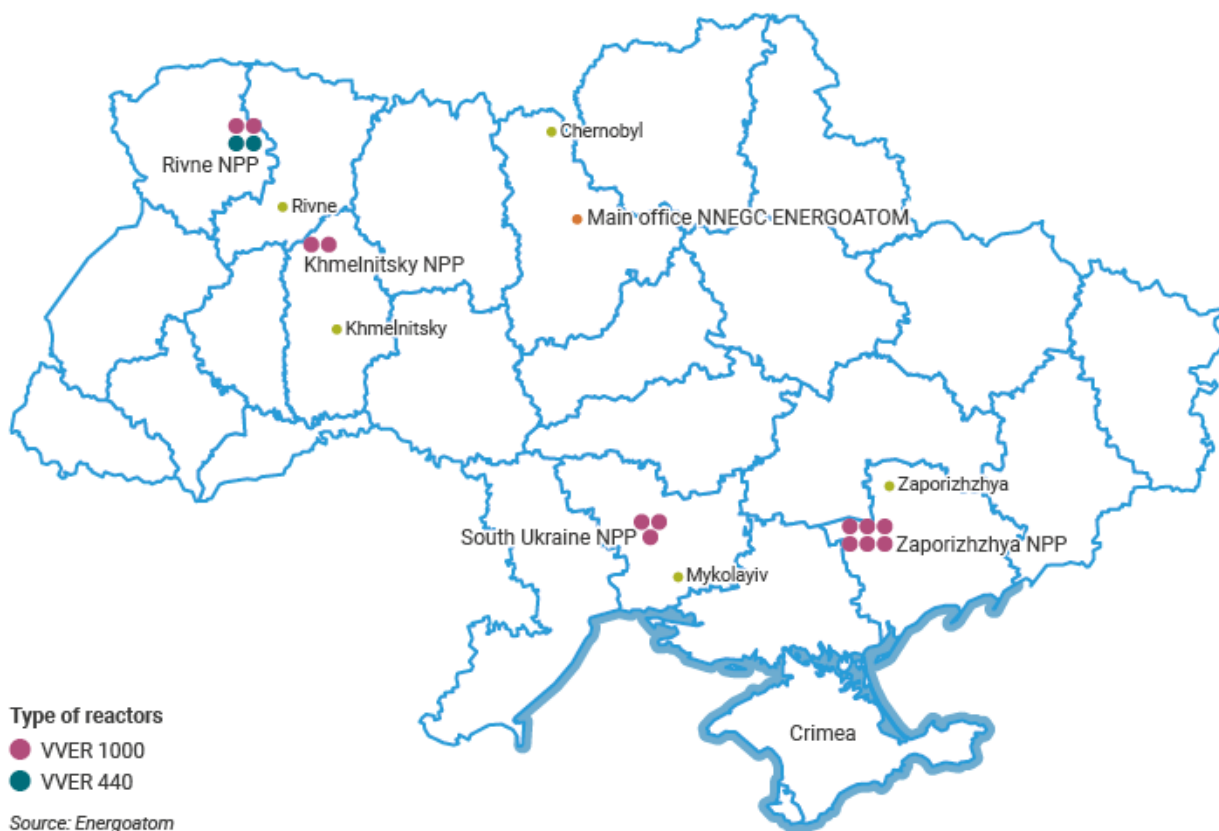 Chernobyl
Rivne NPP
Rivne
Main office NNEGC ENERGOATOM
Khmelnitsky NPP
Khmelnitsky
Zaporizhzhya
South Ukraine NPP
Zaporizhzhya NPP
Mykolayiv
Crimea
Type of reactors
VVER 1000
VVER 440
Source: Energoatom